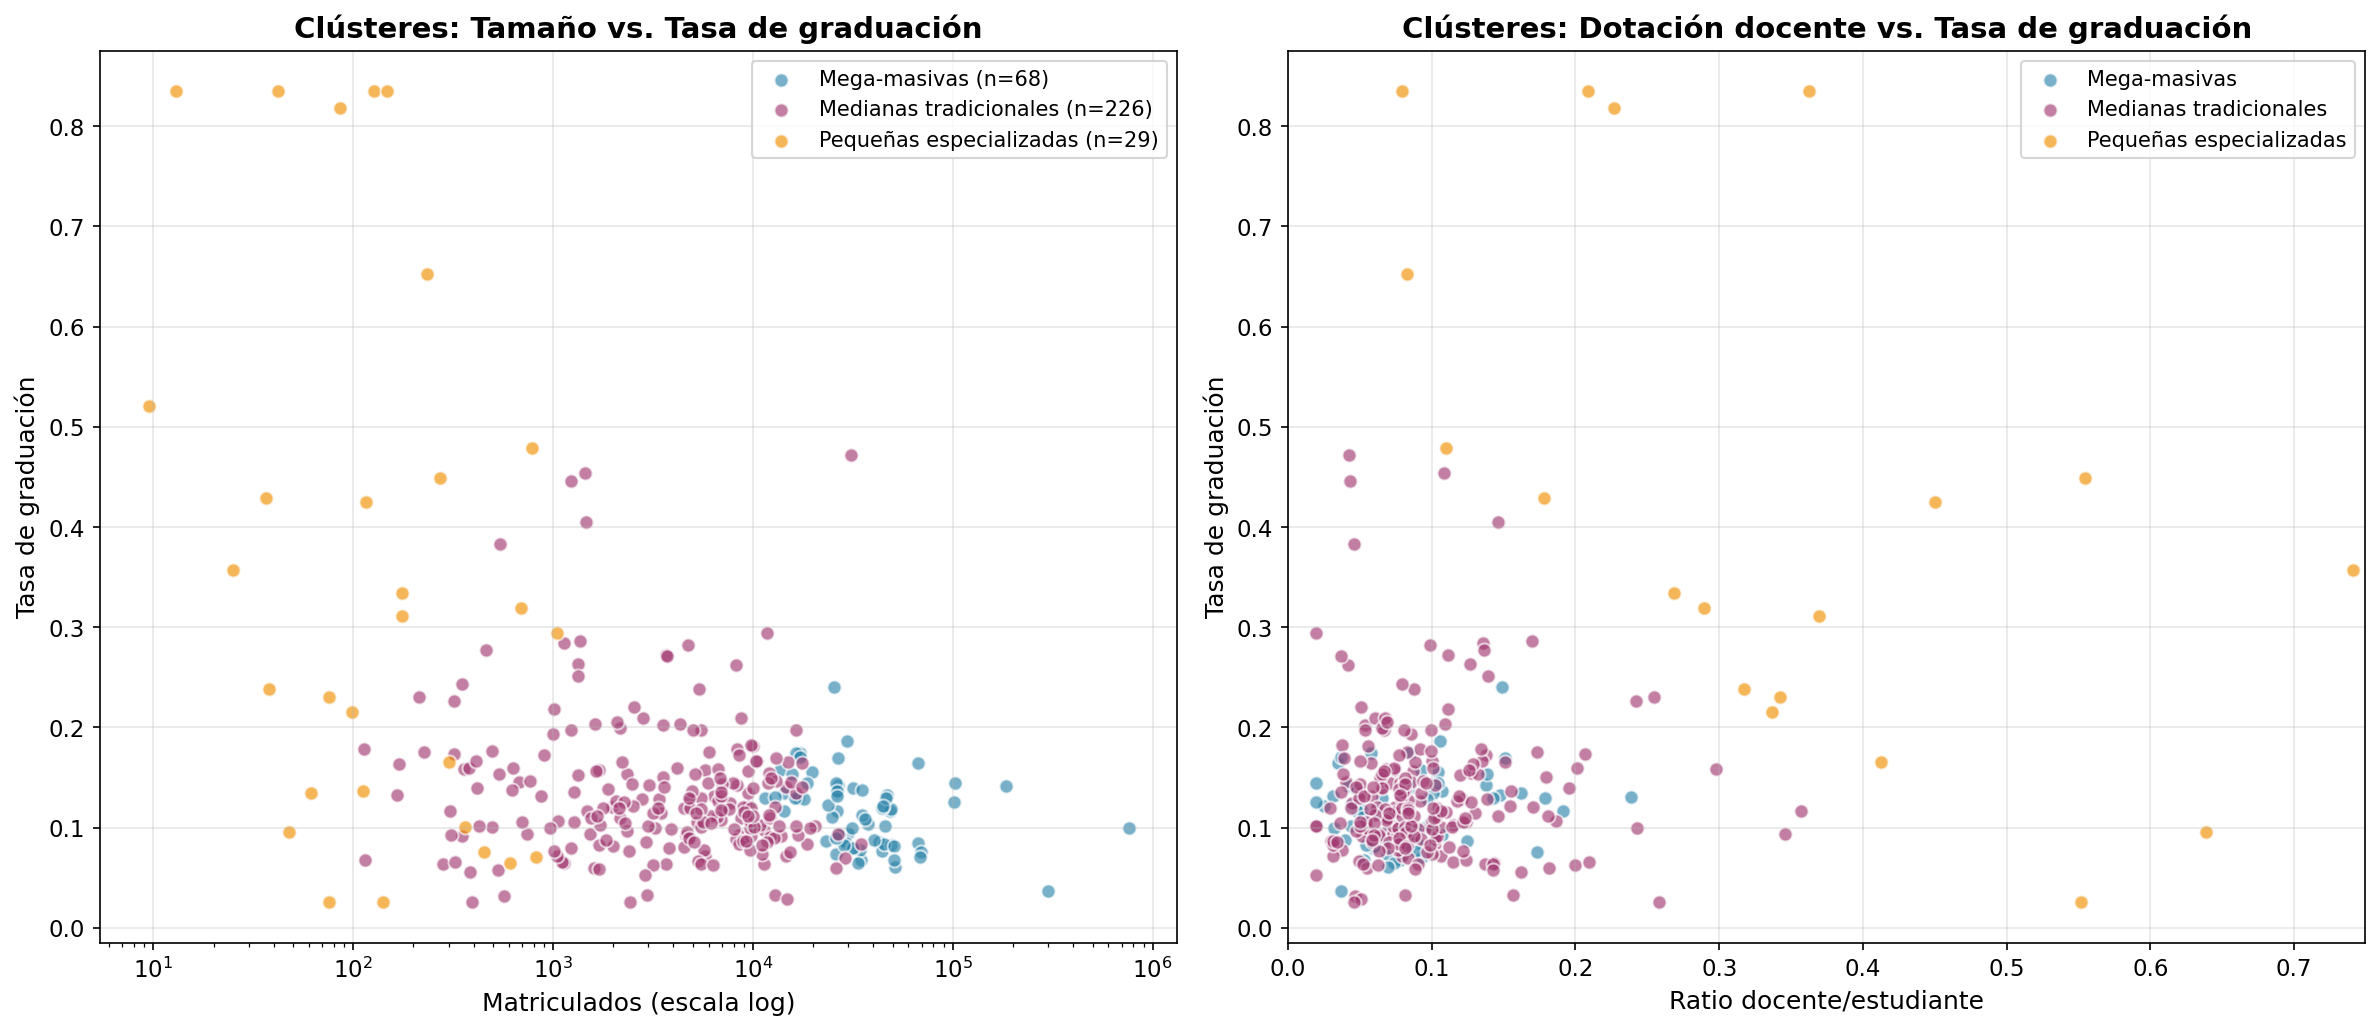 Clústeres: Tamaño vs. Tasa de graduación
Mega-masivas (n=68)
Medianas tradicionales (n=226)
Pequeñas especializadas (n=29)
Tasa de graduación
0.8
0.7
0.6
0.5
0.4
0.3
0.2
0.1
0.0
10¹
10²
10³
10⁴
10⁵
10⁶
Matriculados (escala log)
Clústeres: Dotación docente vs. Tasa de graduación
Mega-masivas
Medianas tradicionales
Pequeñas especializadas
Tasa de graduación
0.8
0.7
0.6
0.5
0.4
0.3
0.2
0.1
0.0
0.0
0.1
0.2
0.3
0.4
0.5
0.6
0.7
Ratio docente/estudiante